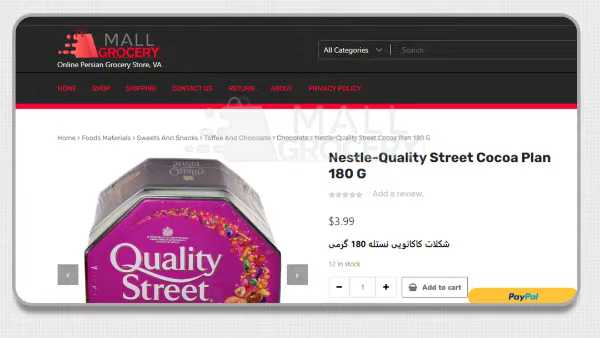 MALL
GROCERY
Online Persian Grocery Store, VA
All Categories
Search
HOME SHOP SHIPPING CONTACT US RETURN ABOUT PRIVACY POLICY
MALL
GROCERY
Home › Foods Materials › Sweets And Snacks › Toffee And Chocolate › Chocolate › Nestle-Quality Street Cocoa Plan 180 G
Nestle-Quality Street Cocoa Plan
180 G
Add a review.
$3.99
شکلات کاکائویی نستله 180 گرمی
12 in stock
Quality
Street
- 1 +
Add to cart
PayPal